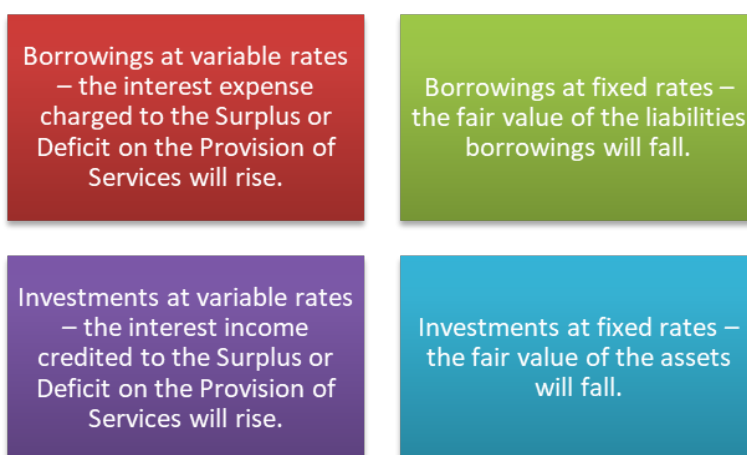 Borrowings at variable rates
– the interest expense
charged to the Surplus or
Deficit on the Provision of
Services will rise.
Borrowings at fixed rates –
the fair value of the liabilities
borrowings will fall.
Investments at variable rates
– the interest income
credited to the Surplus or
Deficit on the Provision of
Services will rise.
Investments at fixed rates –
the fair value of the assets
will fall.